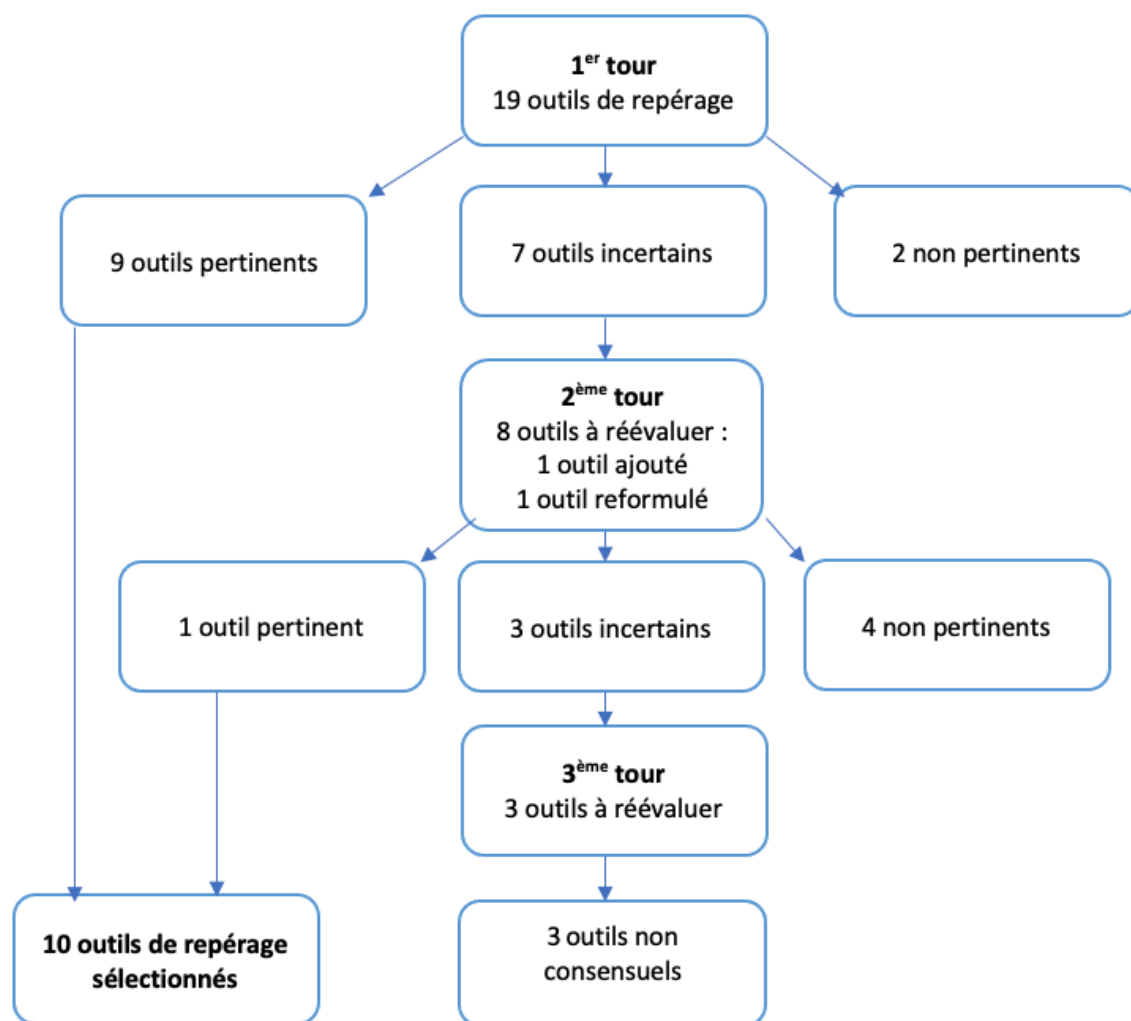 1er tour
19 outils de repérage
9 outils pertinents
7 outils incertains
2 non pertinents
2ème tour
8 outils à réévaluer :
1 outil ajouté
1 outil reformulé
1 outil pertinent
3 outils incertains
4 non pertinents
3ème tour
3 outils à réévaluer
10 outils de repérage
sélectionnés
3 outils non
consensuels